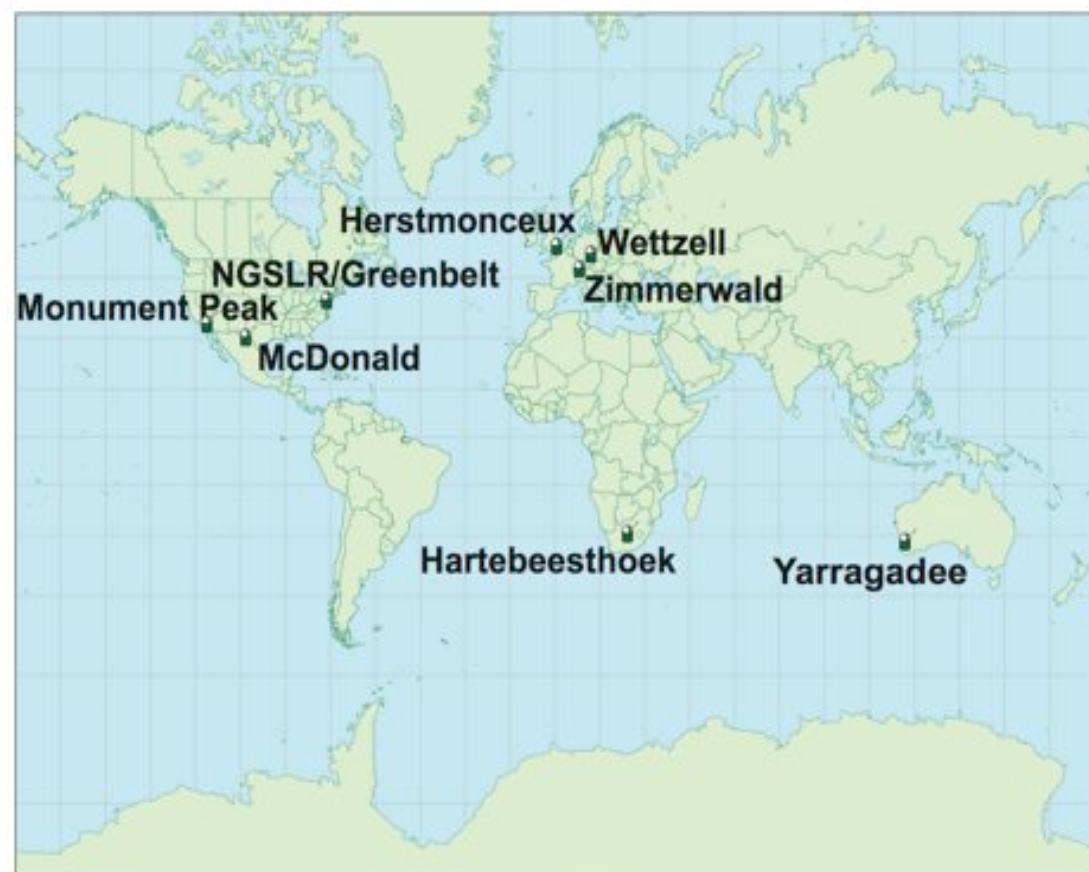 Herstmonceux
Wettzell
NGSLR/Greenbelt
Zimmerwald
Monument Peak
McDonald
Hartebeesthoek
Yarragadee